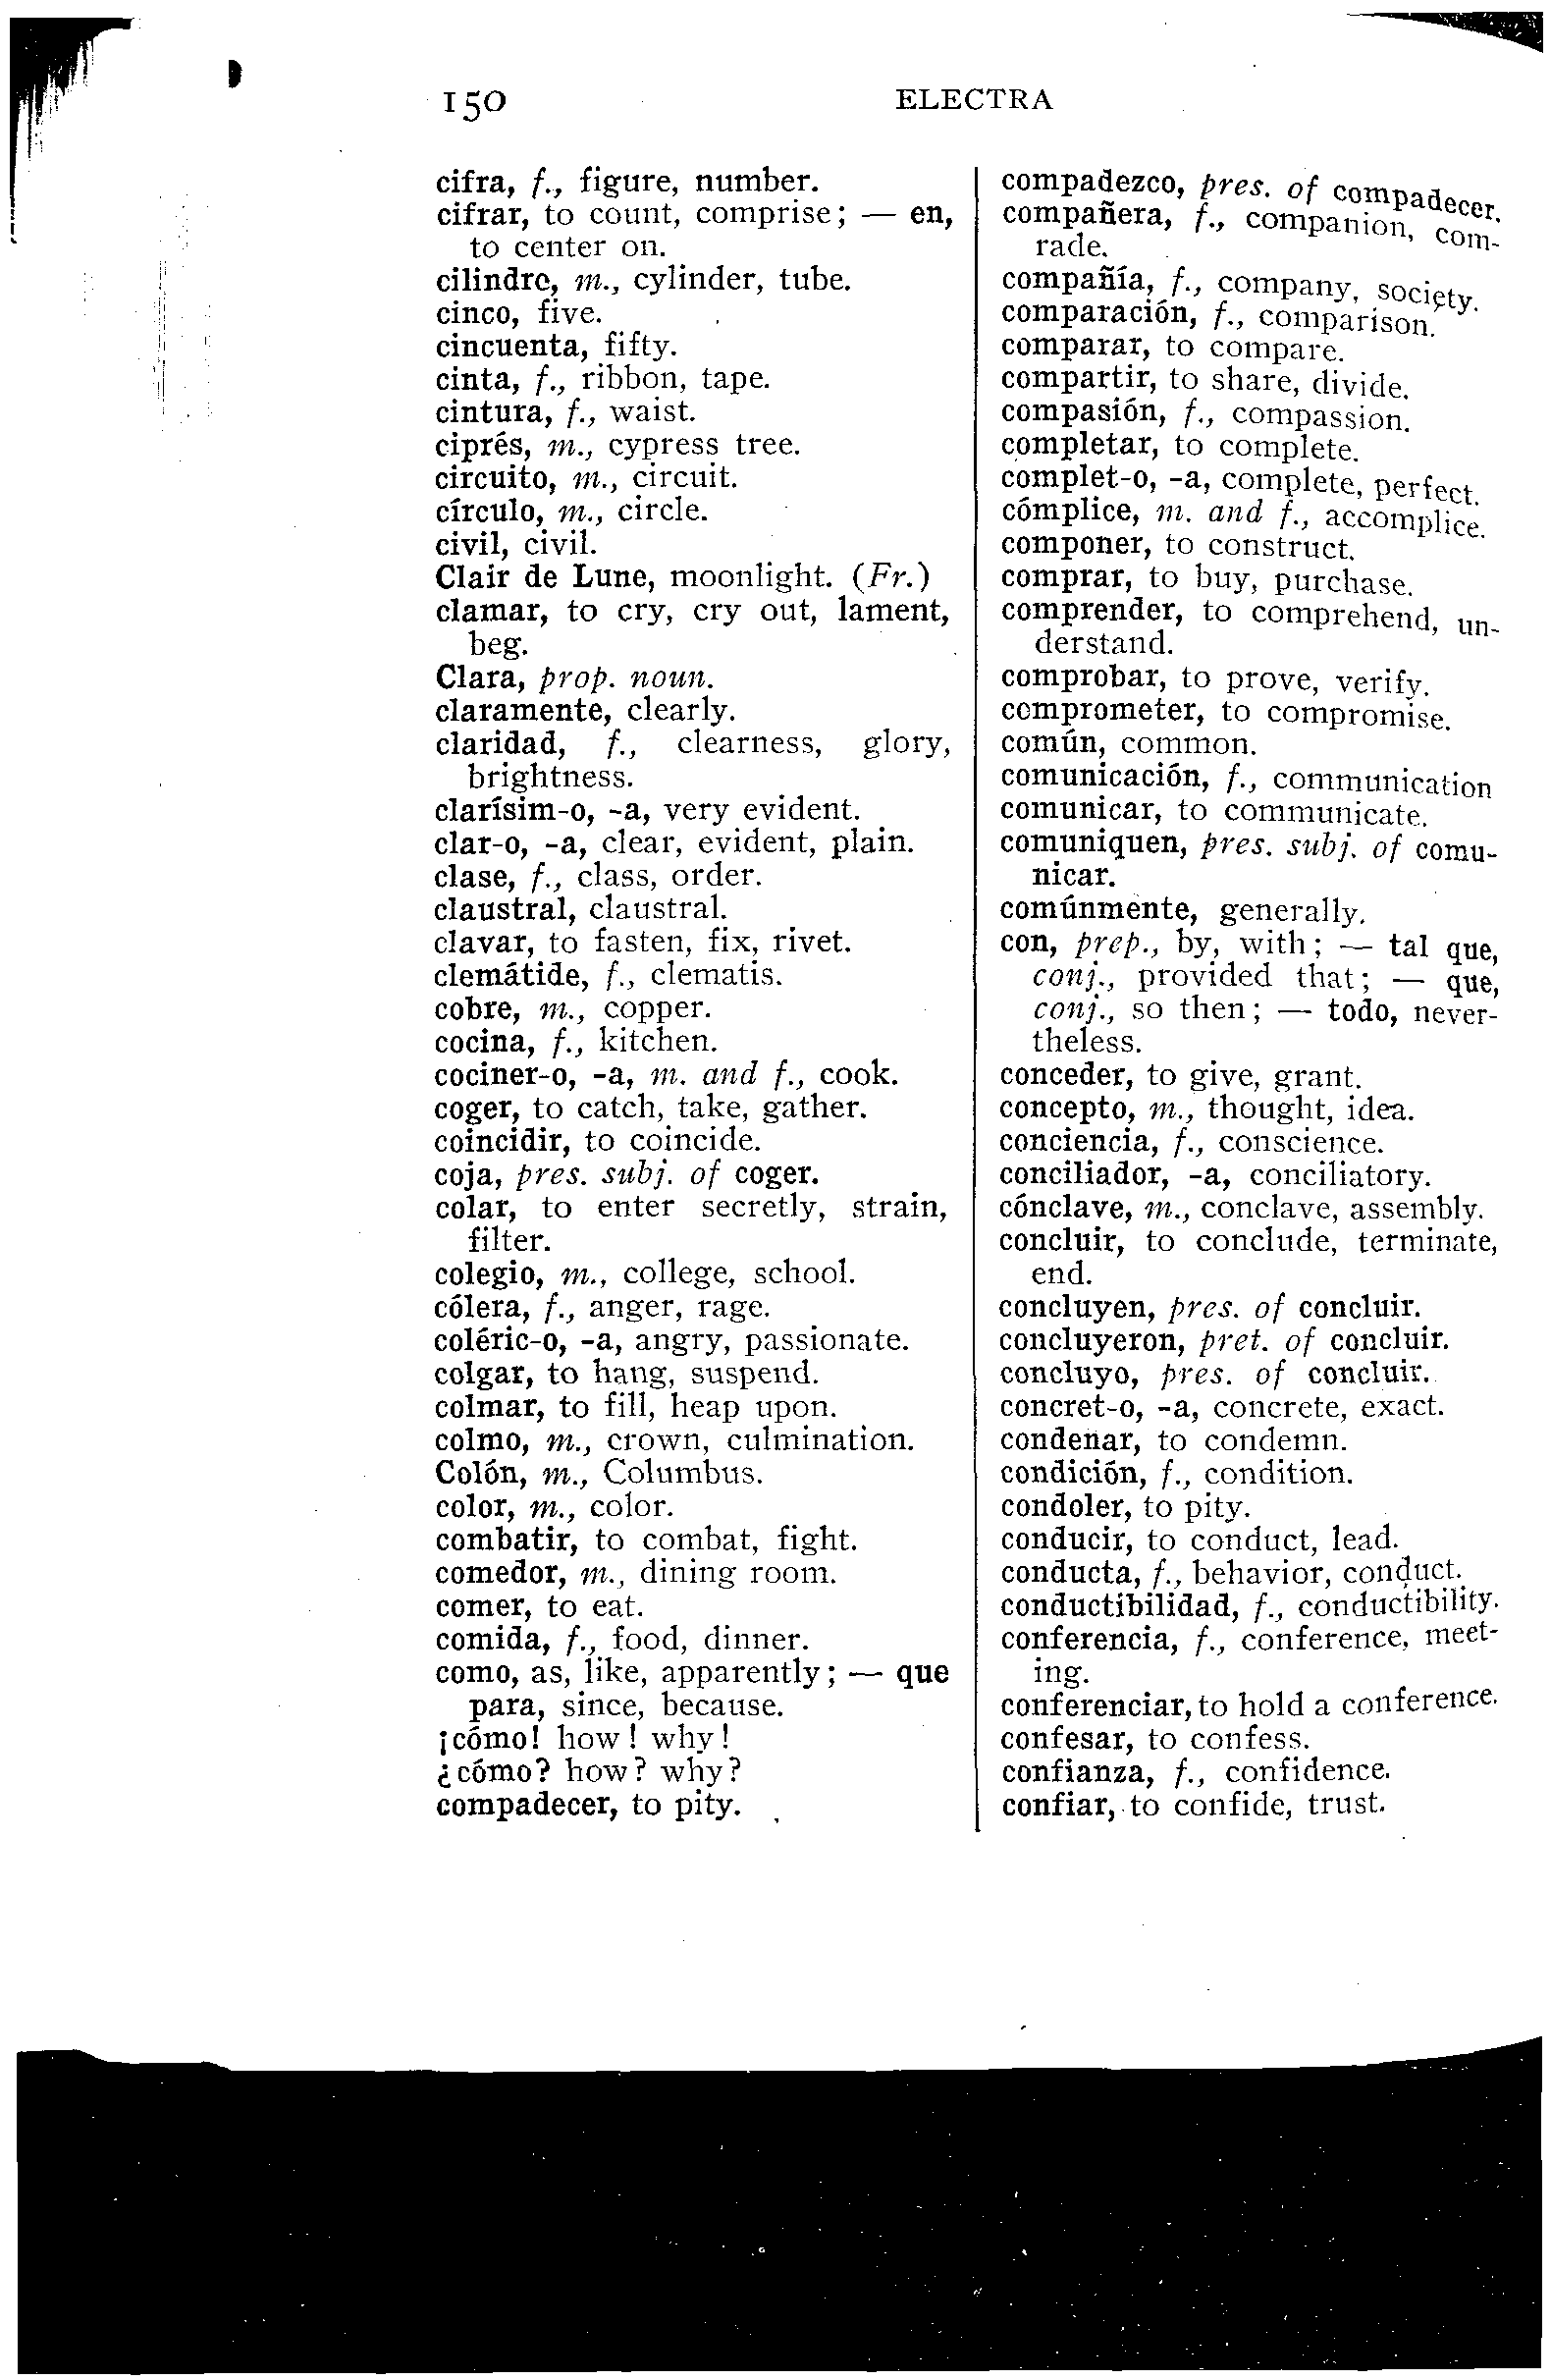 150
ELECTRA
cifra, f., figure, number.
cifrar, to count, comprise; — en,
to center on.
cilindro, m., cylinder, tube.
cinco, five.
cincuenta, fifty.
cinta, f., ribbon, tape.
cintura, f., waist.
ciprés, m., cypress tree.
circuito, m., circuit.
círculo, m., circle.
civil, civil.
Clair de Lune, moonlight. (Fr.)
clamar, to cry, cry out, lament,
beg.
Clara, prop. noun.
claramente, clearly.
claridad, f., clearness, glory,
brightness.
clarísim-o, -a, very evident.
clar-o, -a, clear, evident, plain.
clase, f., class, order.
claustral, claustral.
clavar, to fasten, fix, rivet.
clemátide, f., clematis.
cobre, m., copper.
cocina, f., kitchen.
cociner-o, -a, m. and f., cook.
coger, to catch, take, gather.
coincidir, to coincide.
coja, pres. subj. of coger.
colar, to enter secretly, strain,
filter.
colegio, m., college, school.
cólera, f., anger, rage.
coléric-o, -a, angry, passionate.
colgar, to hang, suspend.
colmar, to fill, heap upon.
colmo, m., crown, culmination.
Colón, m., Columbus.
color, m., color.
combatir, to combat, fight.
comedor, m., dining room.
comer, to eat.
comida, f., food, dinner.
como, as, like, apparently; — que
para, since, because.
¡cómo! how! why!
¿cómo? how? why?
compadecer, to pity.
compadezco, pres. of compadecer.
compañera, f., companion, com-
rade.
compañía, f., company, society.
comparación, f., comparison.
comparar, to compare.
compartir, to share, divide.
compasión, f., compassion.
completar, to complete.
complet-o, -a, complete, perfect.
cómplice, m. and f., accomplice.
componer, to construct.
comprar, to buy, purchase.
comprender, to comprehend, un-
derstand.
comprobar, to prove, verify.
comprometer, to compromise.
común, common.
comunicación, f., communication
comunicar, to communicate.
comuniquen, pres. subj. of comu-
nicar.
comúnmente, generally.
con, prep., by, with; — tal que,
conj., provided that; — que,
conj., so then; — todo, never-
theless.
conceder, to give, grant.
concepto, m., thought, idea.
conciencia, f., conscience.
conciliador, -a, conciliatory.
cónclave, m., conclave, assembly.
concluir, to conclude, terminate,
end.
concluyen, pres. of concluir.
concluyeron, pret. of concluir.
concluyo, pres. of concluir.
concret-o, -a, concrete, exact.
condenar, to condemn.
condición, f., condition.
condoler, to pity.
conducir, to conduct, lead.
conducta, f., behavior, conduct.
conductibilidad, f., conductibility.
conferencia, f., conference, meet-
ing.
conferenciar, to hold a conference.
confesar, to confess.
confianza, f., confidence.
confiar, to confide, trust.